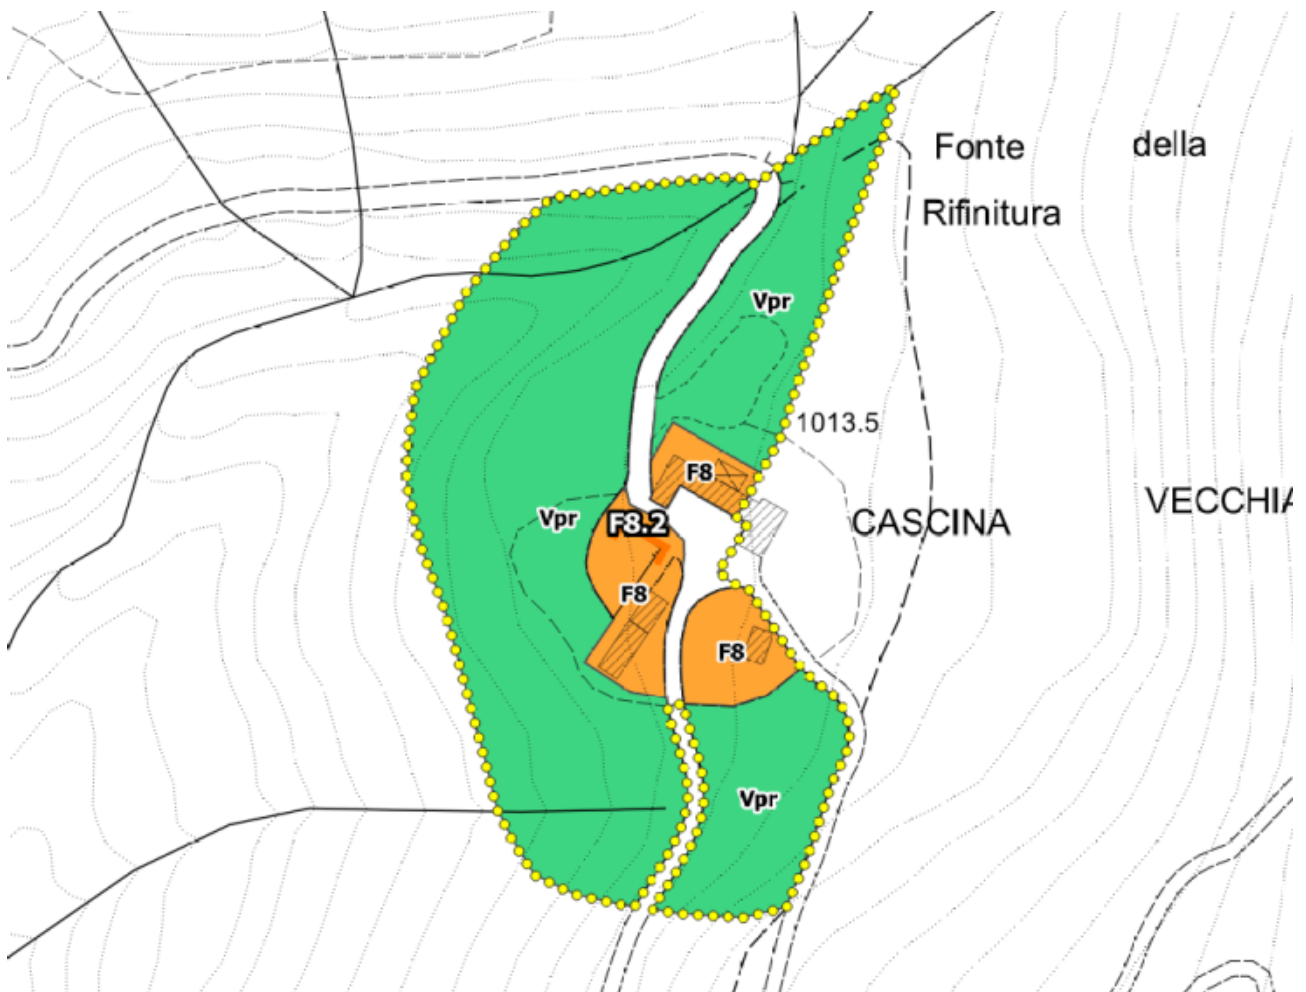 Fonte della
Rifinitura
Vpr
1013.5
F8
VECCHIA
Vpr
F8.2
CASCINA
F8
F8
Vpr